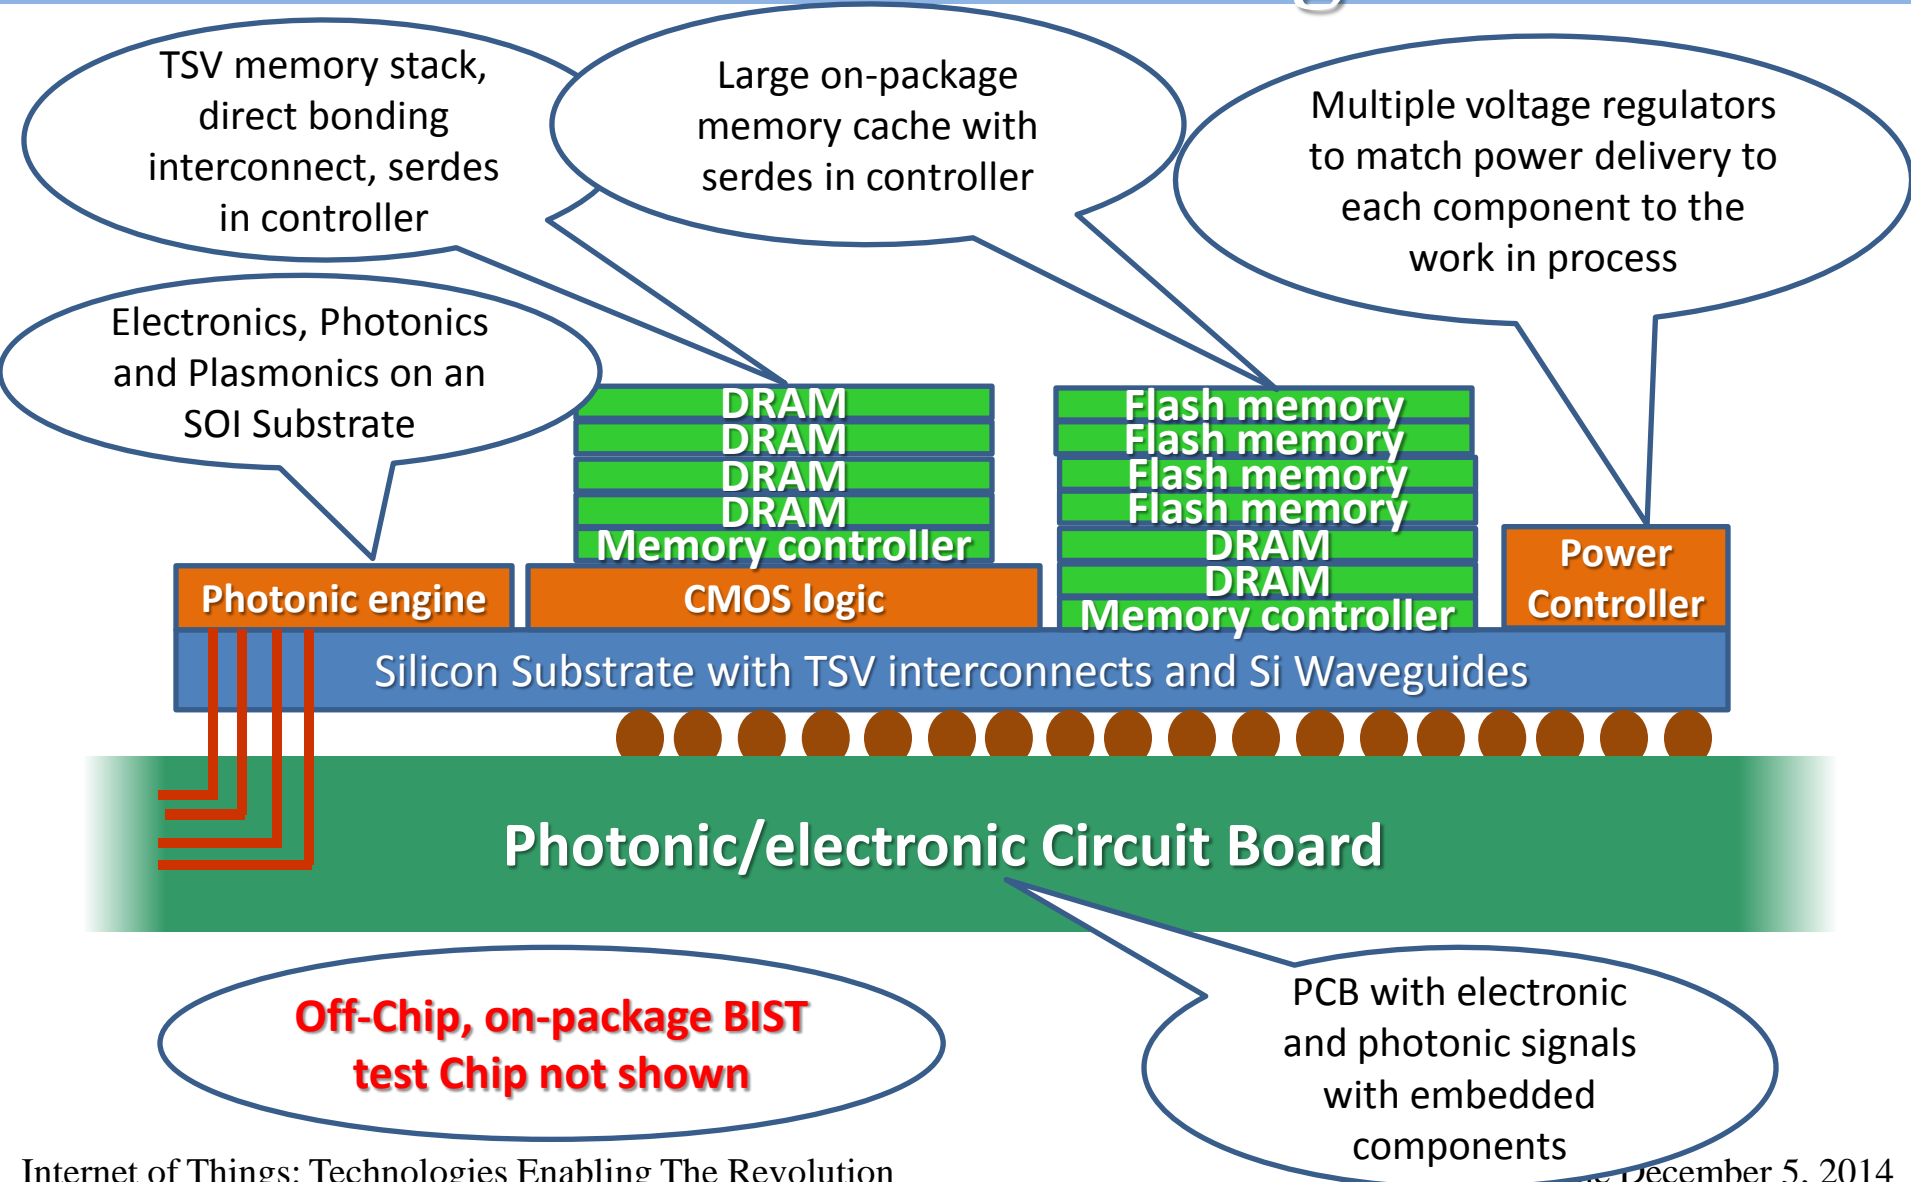 TSV memory stack,
direct bonding
interconnect, serdes
in controller
Large on-package
memory cache with
serdes in controller
Multiple voltage regulators
to match power delivery to
each component to the
work in process
Electronics, Photonics
and Plasmonics on an
SOI Substrate
DRAM
DRAM
DRAM
DRAM
Memory controller
Flash memory
Flash memory
Flash memory
Flash memory
DRAM
DRAM
Memory controller
Power
Controller
Photonic engine
CMOS logic
Silicon Substrate with TSV interconnects and Si Waveguides
Photonic/electronic Circuit Board
Off-Chip, on-package BIST
test Chip not shown
PCB with electronic
and photonic signals
with embedded
components
Internet of Things: Technologies Enabling The Revolution
December 5, 2014